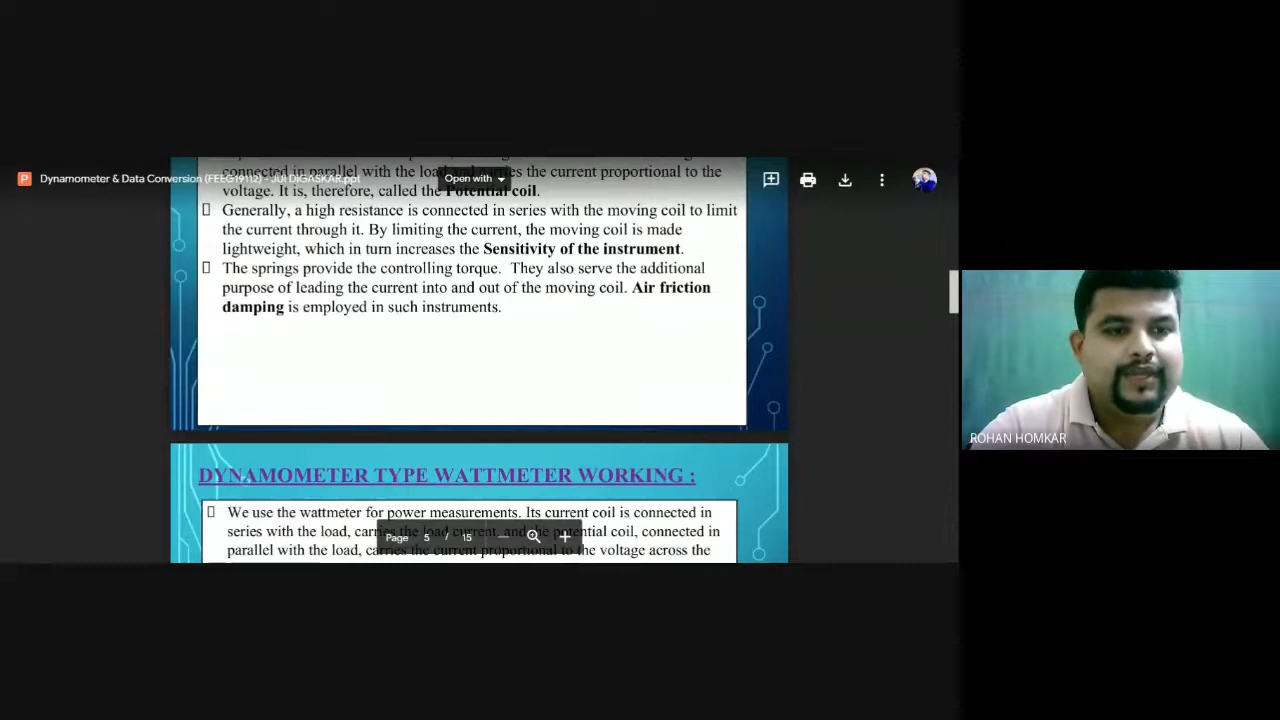 connected in parallel with the load and carries the current proportional to the
Dynamometer & Data Conversion (FEEG19112) - JUI DIGASKAR.ppt
Open with
voltage. It is, therefore, called the Potential coil.
Generally, a high resistance is connected in series with the moving coil to limit
the current through it. By limiting the current, the moving coil is made
lightweight, which in turn increases the Sensitivity of the instrument.
The springs provide the controlling torque. They also serve the additional
purpose of leading the current into and out of the moving coil. Air friction
damping is employed in such instruments.
ROHAN HOMKAR
DYNAMOMETER TYPE WATTMETER WORKING :
We use the wattmeter for power measurements. Its current coil is connected in
series with the load, carries the load current, and the potential coil, connected in
Page 5 / 15
parallel with the load, carries the current proportional to the voltage across the